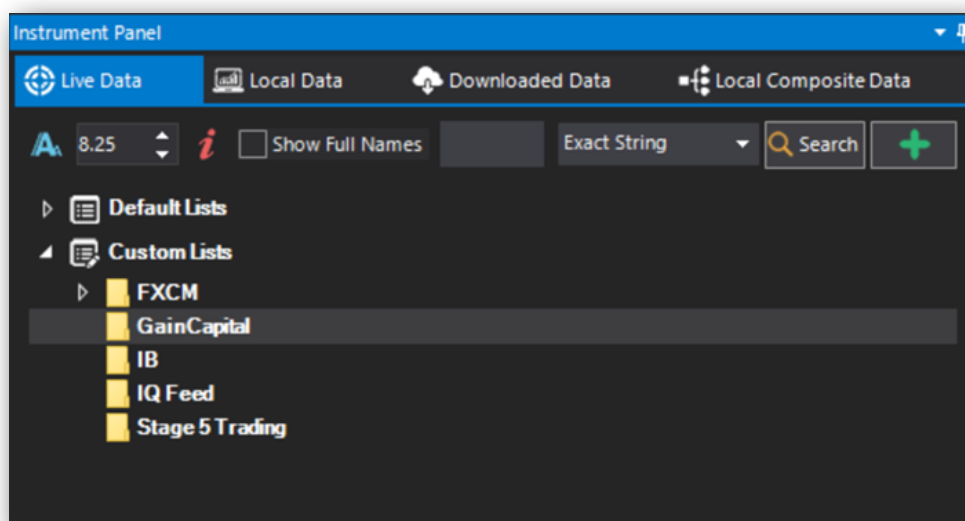 Instrument Panel
Live Data Local Data Downloaded Data Local Composite Data
8.25 Show Full Names Exact String Search
Default Lists
Custom Lists
FXCM
GainCapital
IB
IQ Feed
Stage 5 Trading